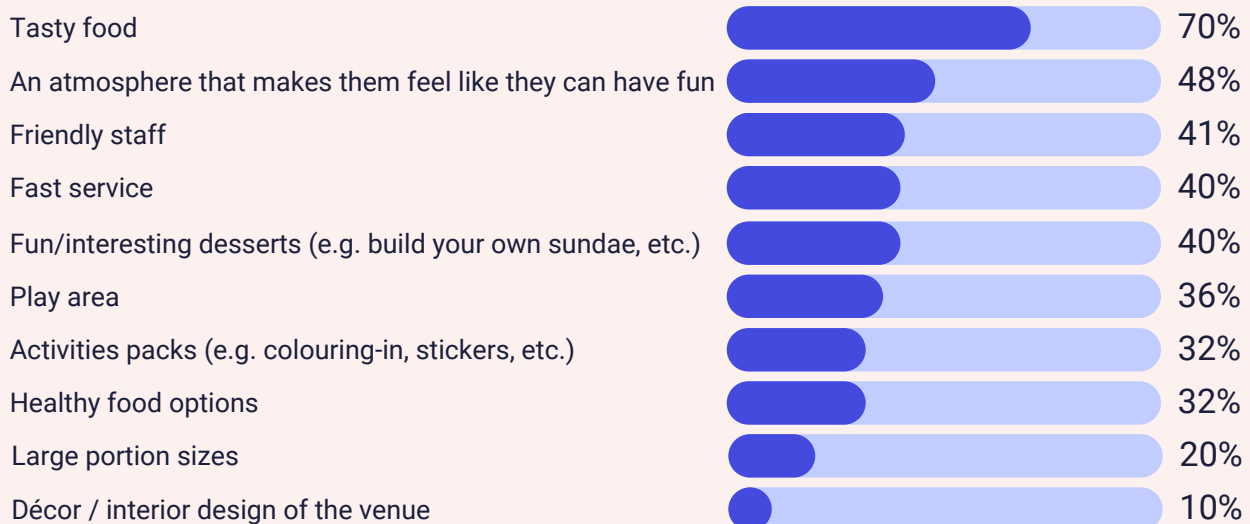 Tasty food 70%
An atmosphere that makes them feel like they can have fun 48%
Friendly staff 41%
Fast service 40%
Fun/interesting desserts (e.g. build your own sundae, etc.) 40%
Play area 36%
Activities packs (e.g. colouring-in, stickers, etc.) 32%
Healthy food options 32%
Large portion sizes 20%
Décor / interior design of the venue 10%